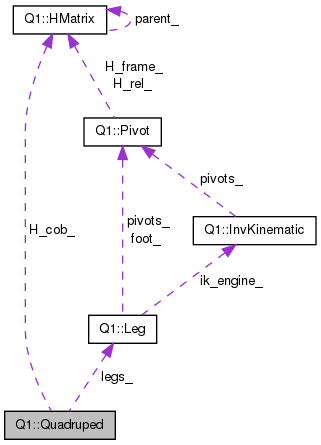 Q1::HMatrix
parent_
H_frame_
H_rel_
Q1::Pivot
pivots_
H_cob_
pivots_
foot_
Q1::InvKinematic
ik_engine_
Q1::Leg
legs_
Q1::Quadruped